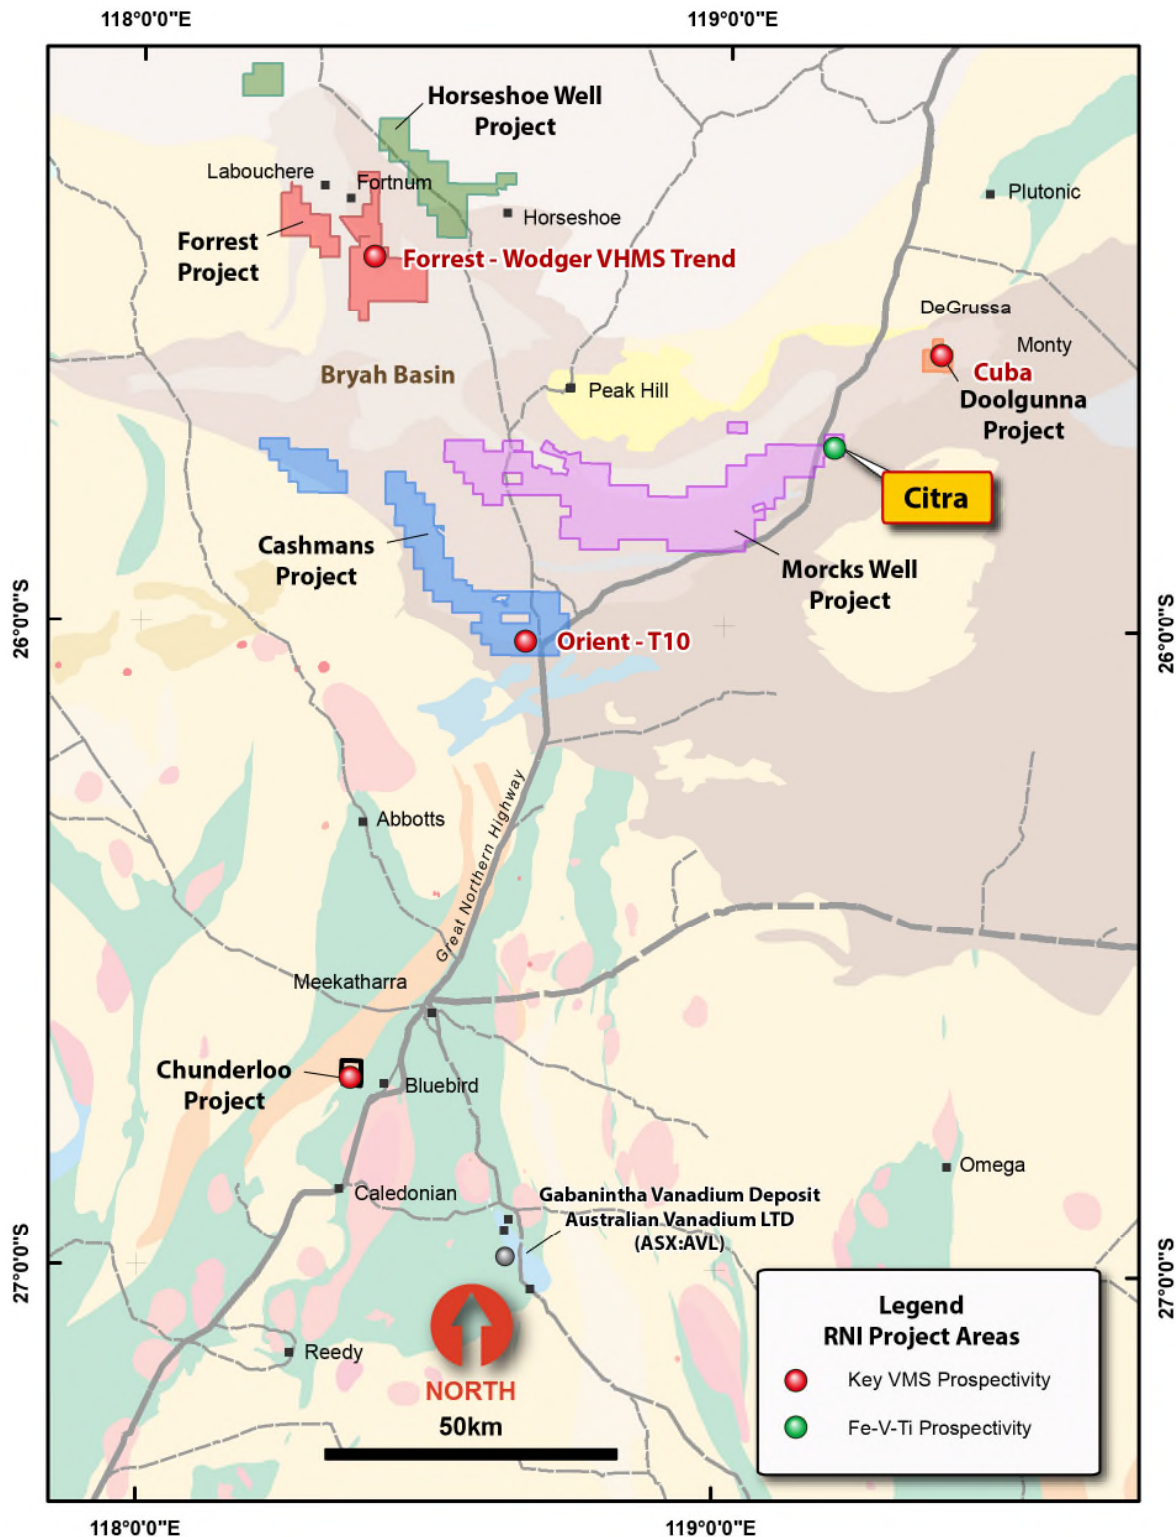 118°0'0"E
119°0'0"E
Horseshoe Well
Project
Labouchere
Fortnum
Horseshoe
Plutonic
Forrest
Project
Forrest - Wodger VHMS Trend
DeGrussa
Monty
Cuba
Doolgunna
Project
Bryah Basin
Peak Hill
Citra
Cashmans
Project
Morcks Well
Project
26°0'0"S
26°0'0"S
Orient - T10
Abbotts
Great Northern Highway
Meekatharra
Chunderloo
Project
Bluebird
Omega
Caledonian
Gabanintha Vanadium Deposit
Australian Vanadium LTD
(ASX:AVL)
27°0'0"S
27°0'0"S
Reedy
NORTH
50km
Legend
RNI Project Areas
Key VMS Prospectivity
Fe-V-Ti Prospectivity
118°0'0"E
119°0'0"E